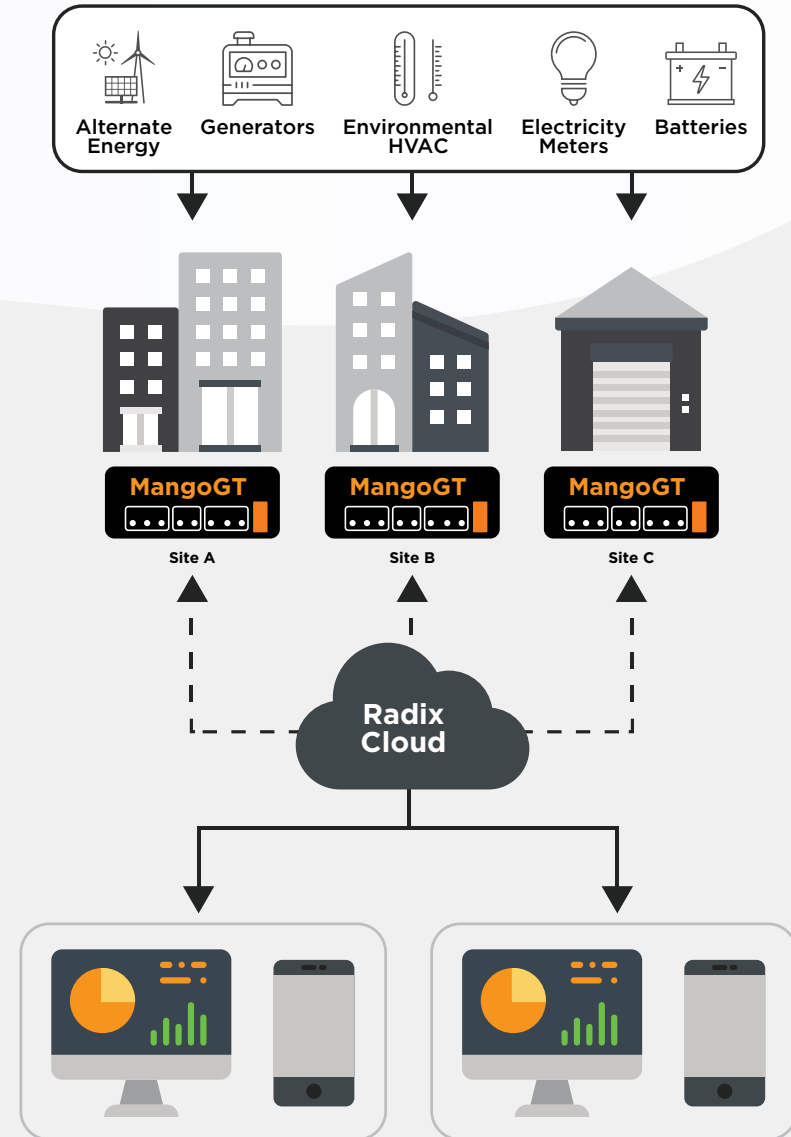 Alternate
Energy
Generators
Environmental
HVAC
Electricity
Meters
Batteries
MangoGT
MangoGT
MangoGT
Site A
Site B
Site C
Radix
Cloud